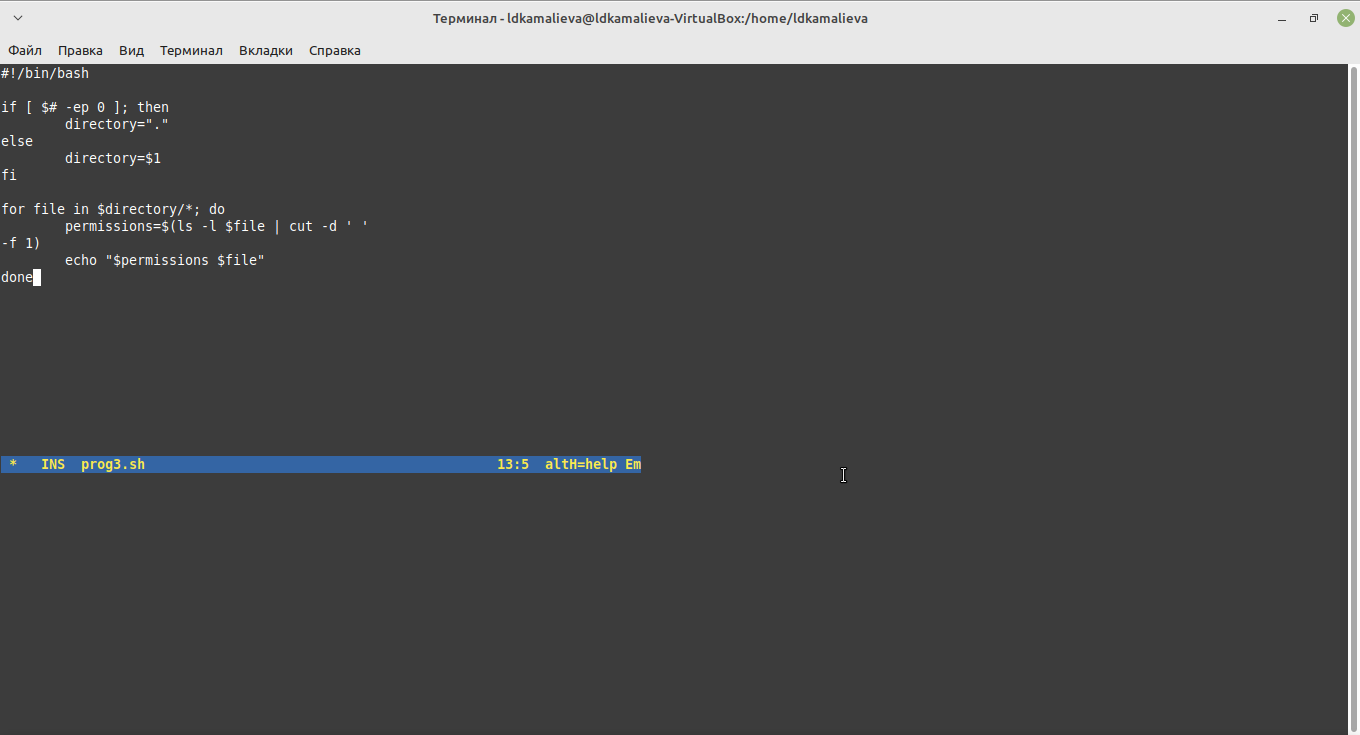 Терминал - ldkamalieva@ldkamalieva-VirtualBox:/home/ldkamalieva
Файл Правка Вид Терминал Вкладки Справка
#!/bin/bash
if [ $# -ep 0 ]; then
directory="."
else
directory=$1
fi
for file in $directory/*; do
permissions=$(ls -l $file | cut -d ' '
-f 1)
echo "$permissions $file"
done
* INS prog3.sh 13:5 altH=help Em